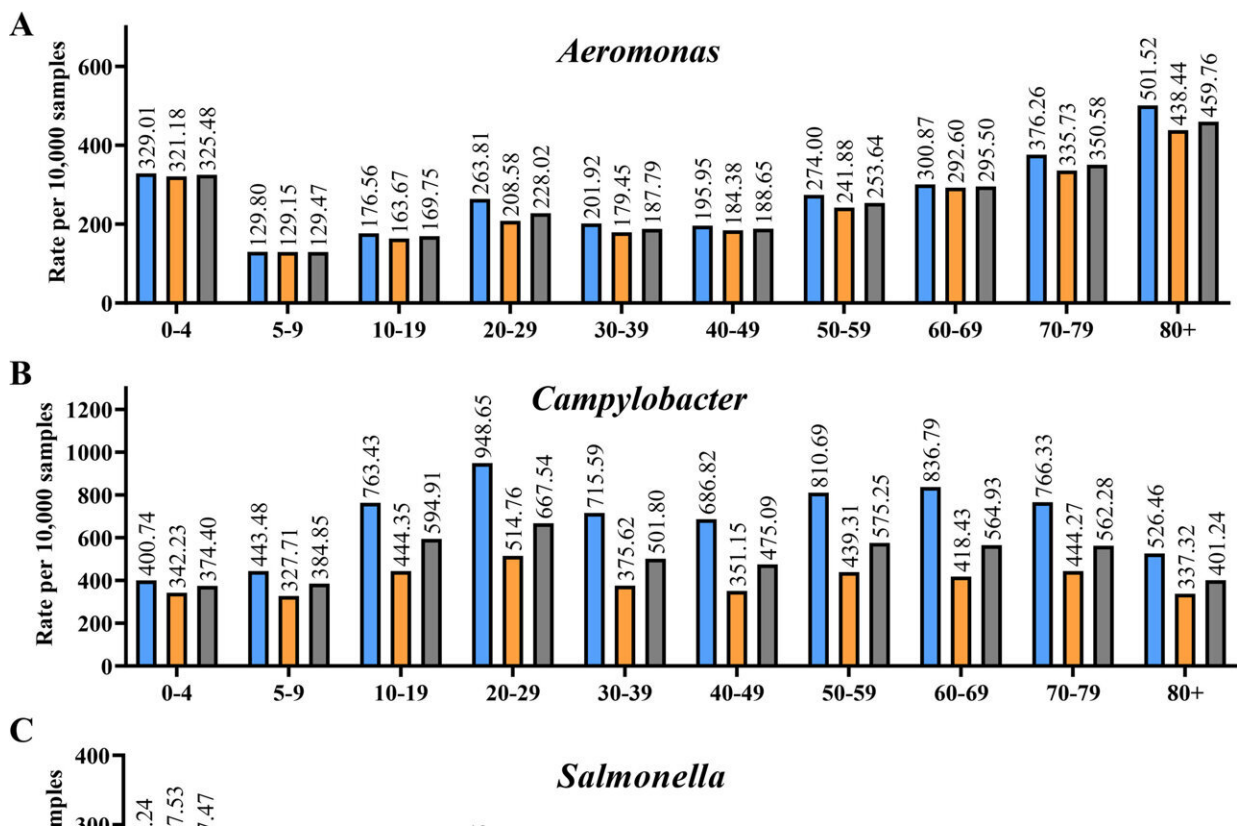 A
Aeromonas
Rate per 10,000 samples
600
400
200
0
329.01 321.18 325.48 129.80 129.15 129.47 176.56 163.67 169.75 263.81 208.58 228.02 201.92 179.45 187.79 195.95 184.38 188.65 274.00 241.88 253.64 300.87 292.60 295.50 376.26 335.73 350.58 501.52 438.44 459.76
0-4 5-9 10-19 20-29 30-39 40-49 50-59 60-69 70-79 80+
B
Campylobacter
Rate per 10,000 samples
1200
1000
800
600
400
200
0
400.74 342.23 374.40 443.48 327.71 384.85 763.43 444.35 594.91 948.65 514.76 667.54 715.59 375.62 501.80 686.82 351.15 475.09 810.69 439.31 575.25 836.79 418.43 564.93 766.33 444.27 562.28 526.46 337.32 401.24
0-4 5-9 10-19 20-29 30-39 40-49 50-59 60-69 70-79 80+
C
Salmonella
400
300